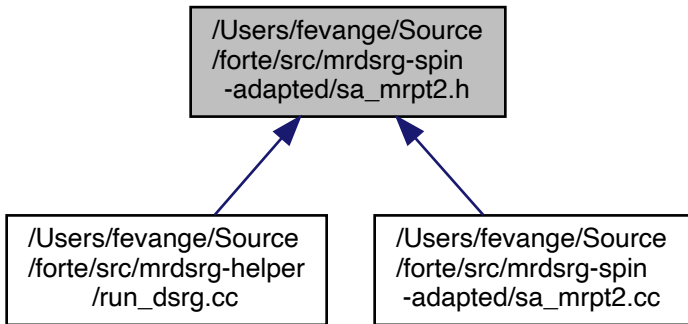 /Users/fevange/Source
/forte/src/mrdsrg-spin
-adapted/sa_mrpt2.h
/Users/fevange/Source
/forte/src/mrdsrg-helper
/run_dsrg.cc
/Users/fevange/Source
/forte/src/mrdsrg-spin
-adapted/sa_mrpt2.cc